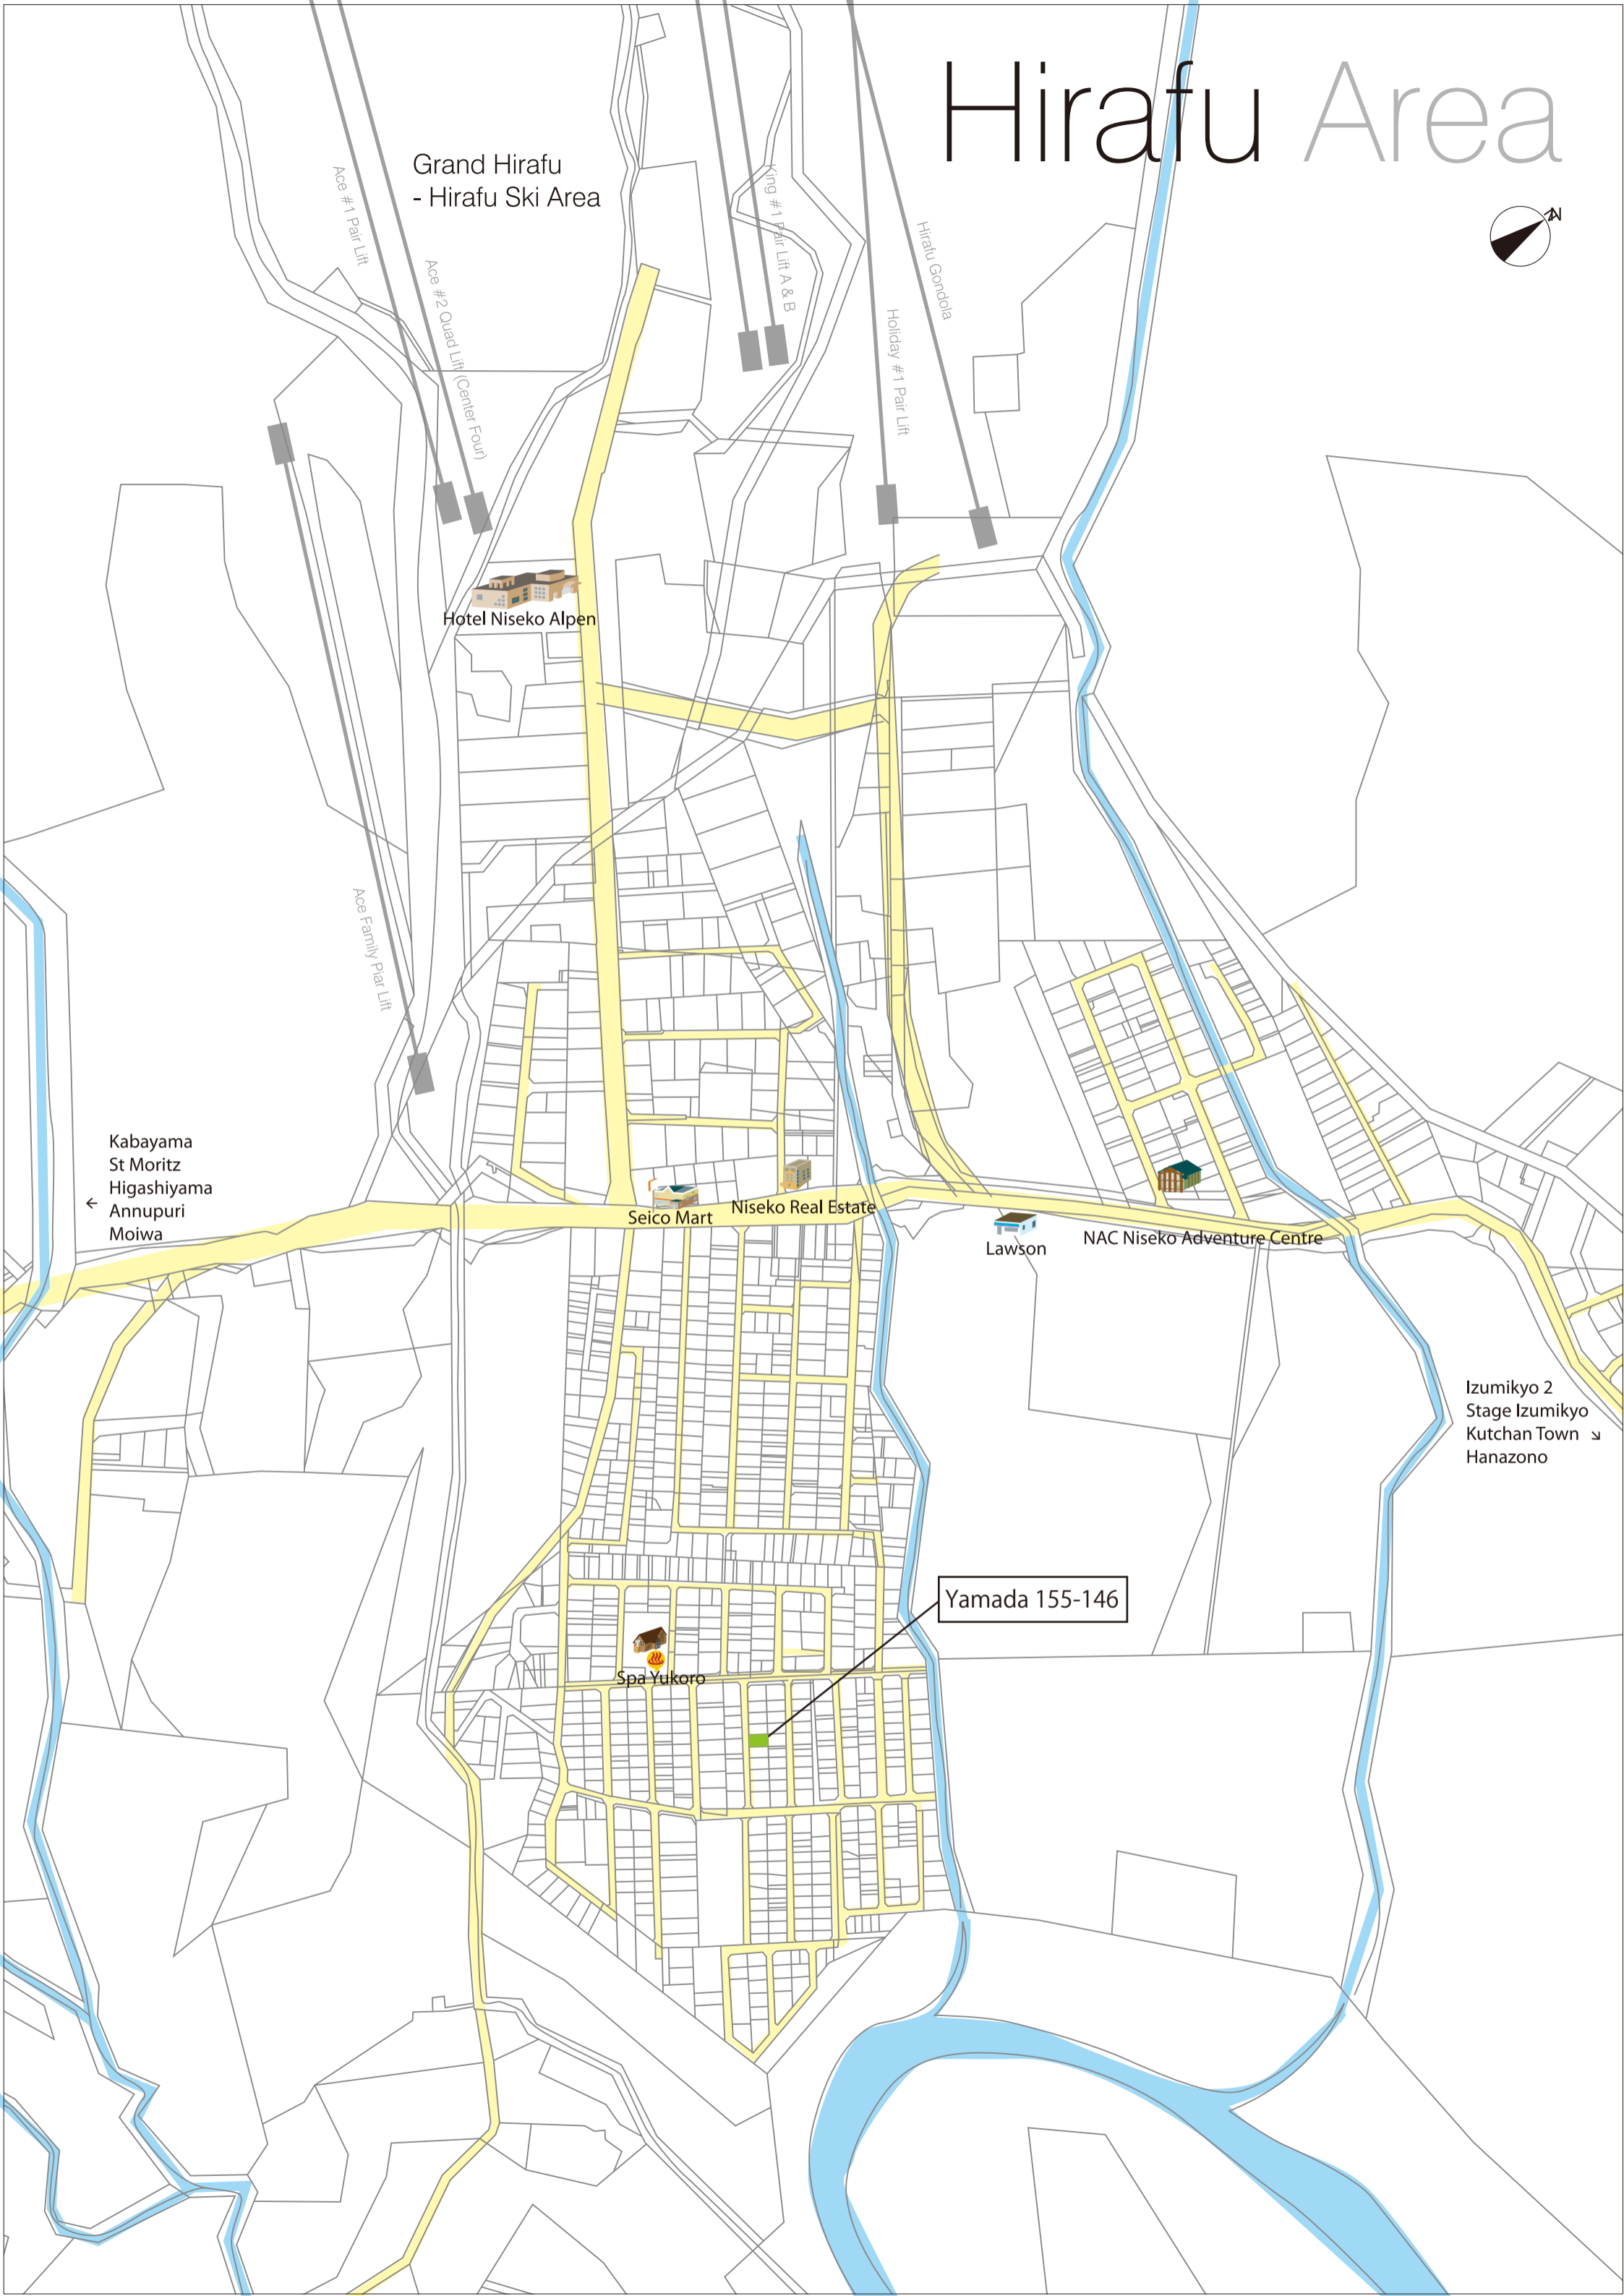 Hirafu Area
N
Grand Hirafu
- Hirafu Ski Area
Ace #1 Pair Lift
Ace #2 Quad Lift (Center Four)
King #1 Pair Lift A & B
Holiday #1 Pair Lift
Hirafu Gondola
Hotel Niseko Alpen
Ace Family Piar Lift
Kabayama
St Moritz
Higashiyama
← Annupuri
Moiwa
Seico Mart
Niseko Real Estate
Lawson
NAC Niseko Adventure Centre
Izumikyo 2
Stage Izumikyo
Kutchan Town ↘
Hanazono
Yamada 155-146
Spa Yukoro